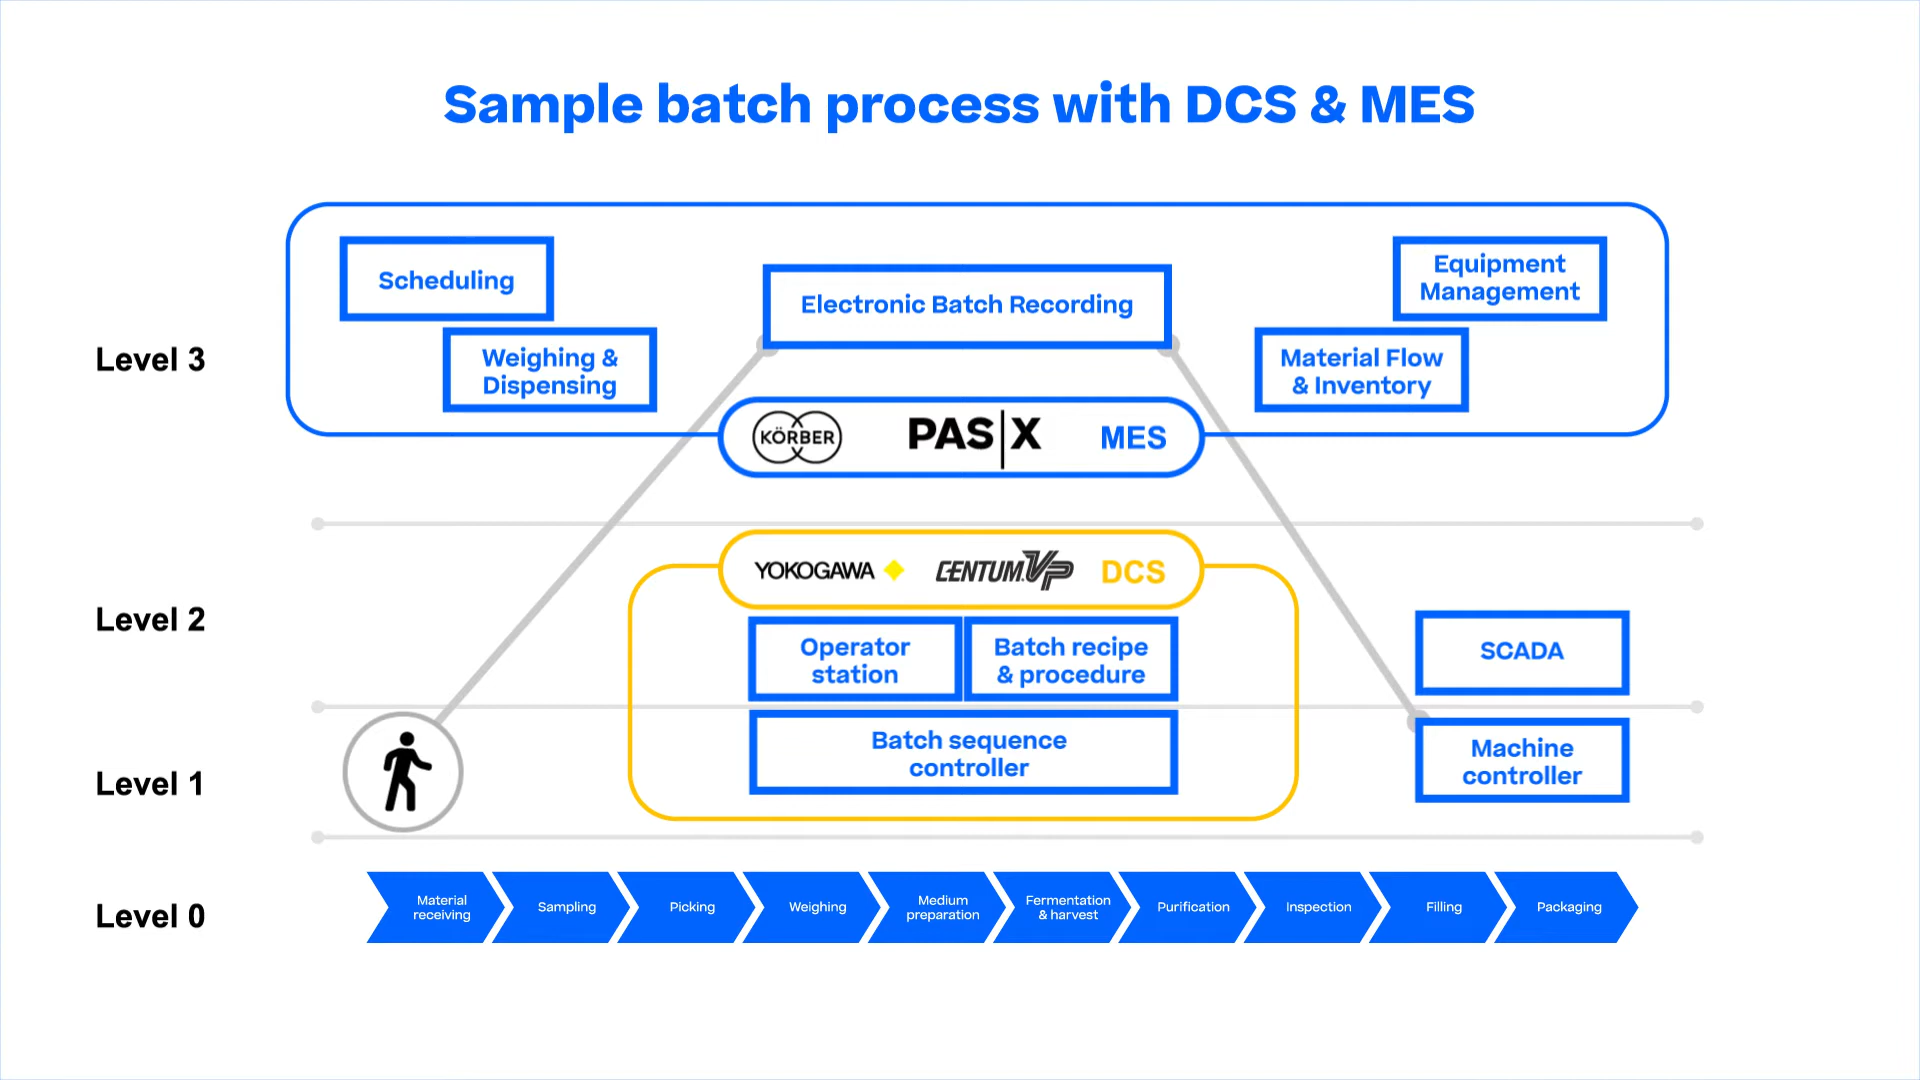 Sample batch process with DCS & MES
Level 3
Scheduling
Weighing &
Dispensing
Electronic Batch Recording
Equipment
Management
Material Flow
& Inventory
KÖRBER
PAS|X
MES
Level 2
YOKOGAWA
CENTUM VP
DCS
Operator
station
Batch recipe
& procedure
SCADA
Level 1
Batch sequence
controller
Machine
controller
Level 0
Material
receiving
Sampling
Picking
Weighing
Medium
preparation
Fermentation
& harvest
Purification
Inspection
Filling
Packaging